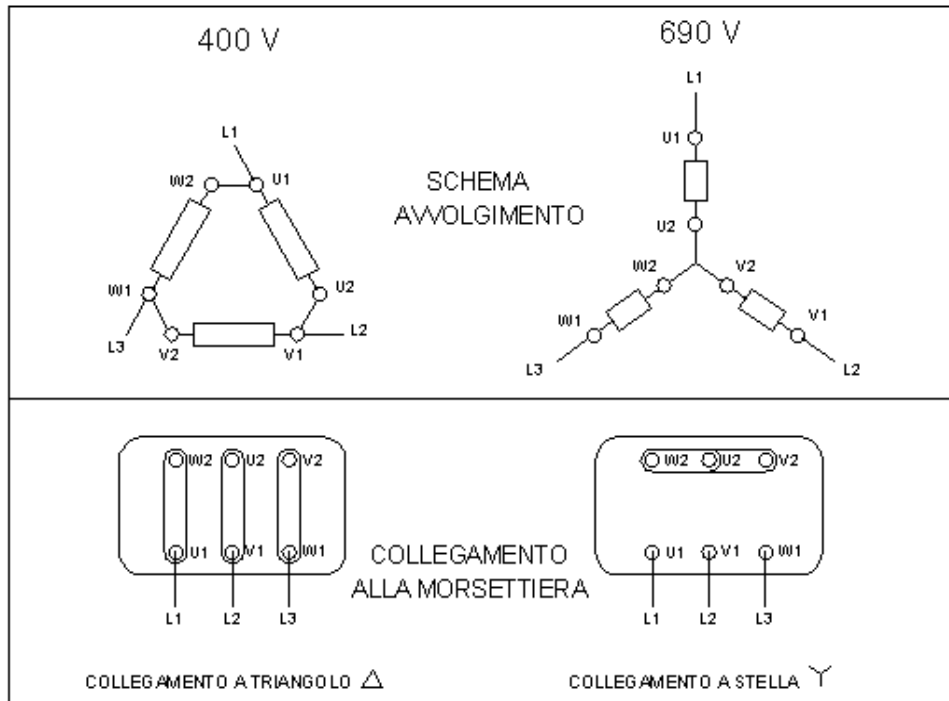 400 V
690 V
L1
W2
U1
W1
U2
L3
V2
V1
L2
SCHEMA
AVVOLGIMENTO
L1
U1
U2
W2
V2
W1
V1
L3
L2
W2 U2 V2
U1 V1 W1
L1 L2 L3
COLLEGAMENTO
ALLA MORSETTIERA
W2 U2 V2
U1 V1 W1
L1 L2 L3
COLLEGAMENTO A TRIANGOLO △
COLLEGAMENTO A STELLA Y